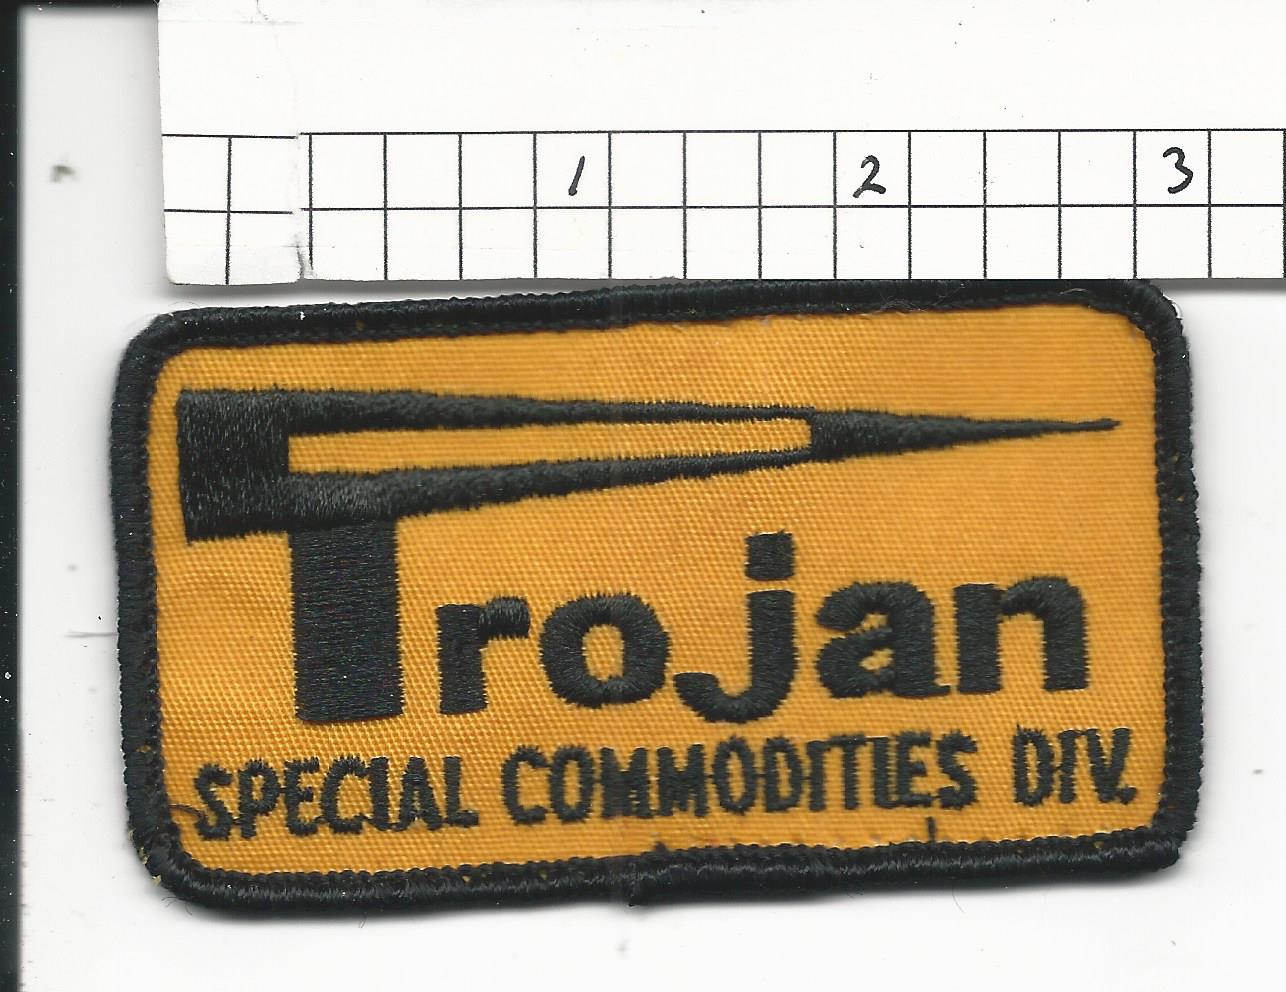 1 2 3
Trojan
SPECIAL COMMODITIES DIV.